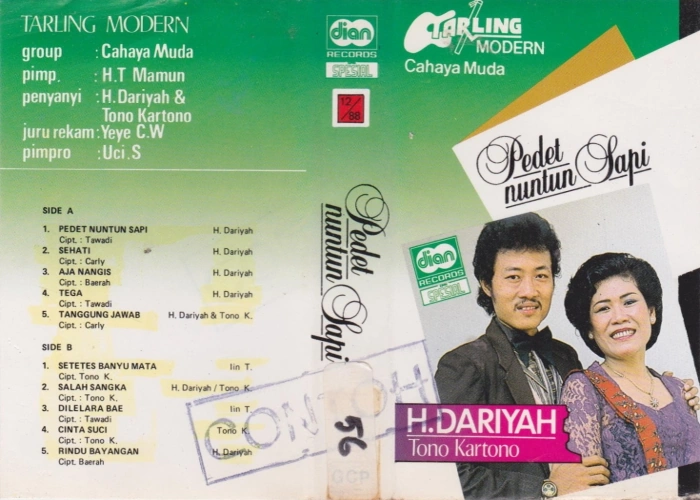 TARLING MODERN
group : Cahaya Muda
pimp. : H.T Mamun
penyanyi : H.Dariyah &
Tono Kartono
juru rekam : Yeye C.W
pimpro : Uci.S
SIDE A
1. PEDET NUNTUN SAPI H. Dariyah
Cipt. : Tawadi
2. SEHATI H. Dariyah
Cipt. : Carly
3. AJA NANGIS H. Dariyah
Cipt. : Baerah
4. TEGA H. Dariyah
Cipt. : Tawadi
5. TANGGUNG JAWAB H. Dariyah & Tono K.
Cipt. : Carly
SIDE B
1. SETETES BANYU MATA Iin T.
Cipt. Tono K.
2. SALAH SANGKA H. Dariyah / Tono K.
Cipt. : Tono K.
3. DILELARA BAE Iin T.
Cipt. : Tawadi
4. CINTA SUCI Tono K.
Cipt. : Tono K.
5. RINDU BAYANGAN H. Dariyah
Cipt. Baerah
CONTOH
dian
RECORDS
SPESIAL
12/88
Pedet
nuntun Sapi
56
GCP
TARLING
MODERN
Cahaya Muda
Pedet
nuntun Sapi
dian
RECORDS
SPESIAL
H.DARIYAH
Tono Kartono